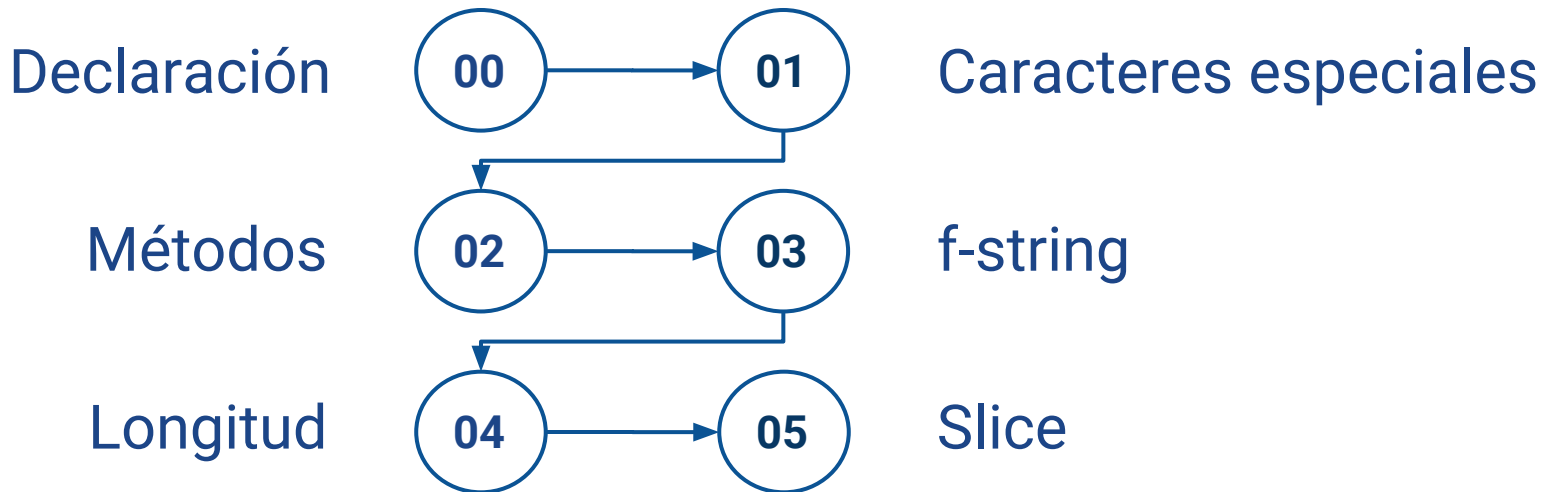 Declaración 00 01 Caracteres especiales
Métodos 02 03 f-string
Longitud 04 05 Slice